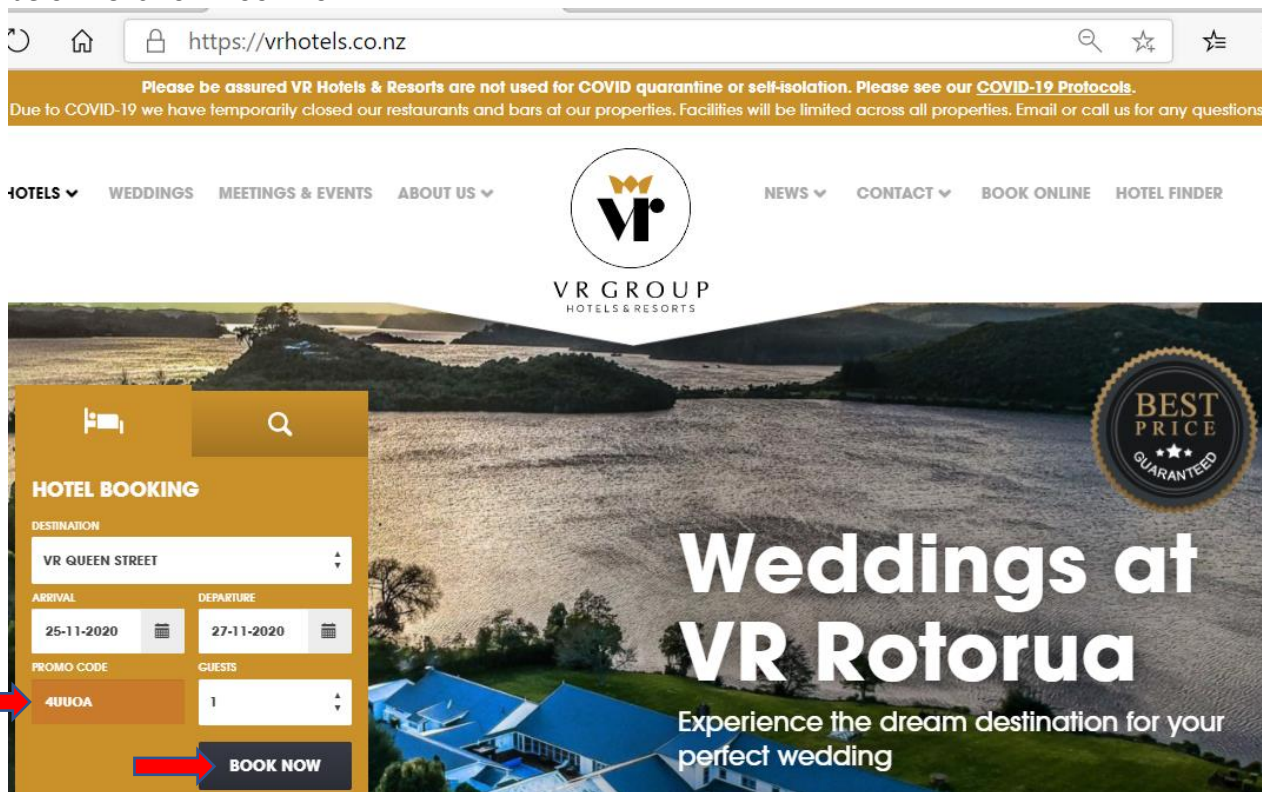 https://vrhotels.co.nz
Please be assured VR Hotels & Resorts are not used for COVID quarantine or self-isolation. Please see our COVID-19 Protocols.
Due to COVID-19 we have temporarily closed our restaurants and bars at our properties. Facilities will be limited across all properties. Email or call us for any questions
HOTELS WEDDINGS MEETINGS & EVENTS ABOUT US NEWS CONTACT BOOK ONLINE HOTEL FINDER
vr
VR GROUP
HOTELS & RESORTS
BEST
PRICE
GUARANTEED
HOTEL BOOKING
DESTINATION
VR QUEEN STREET
ARRIVAL DEPARTURE
25-11-2020 27-11-2020
PROMO CODE GUESTS
4UUOA 1
BOOK NOW
Weddings at
VR Rotorua
Experience the dream destination for your
perfect wedding